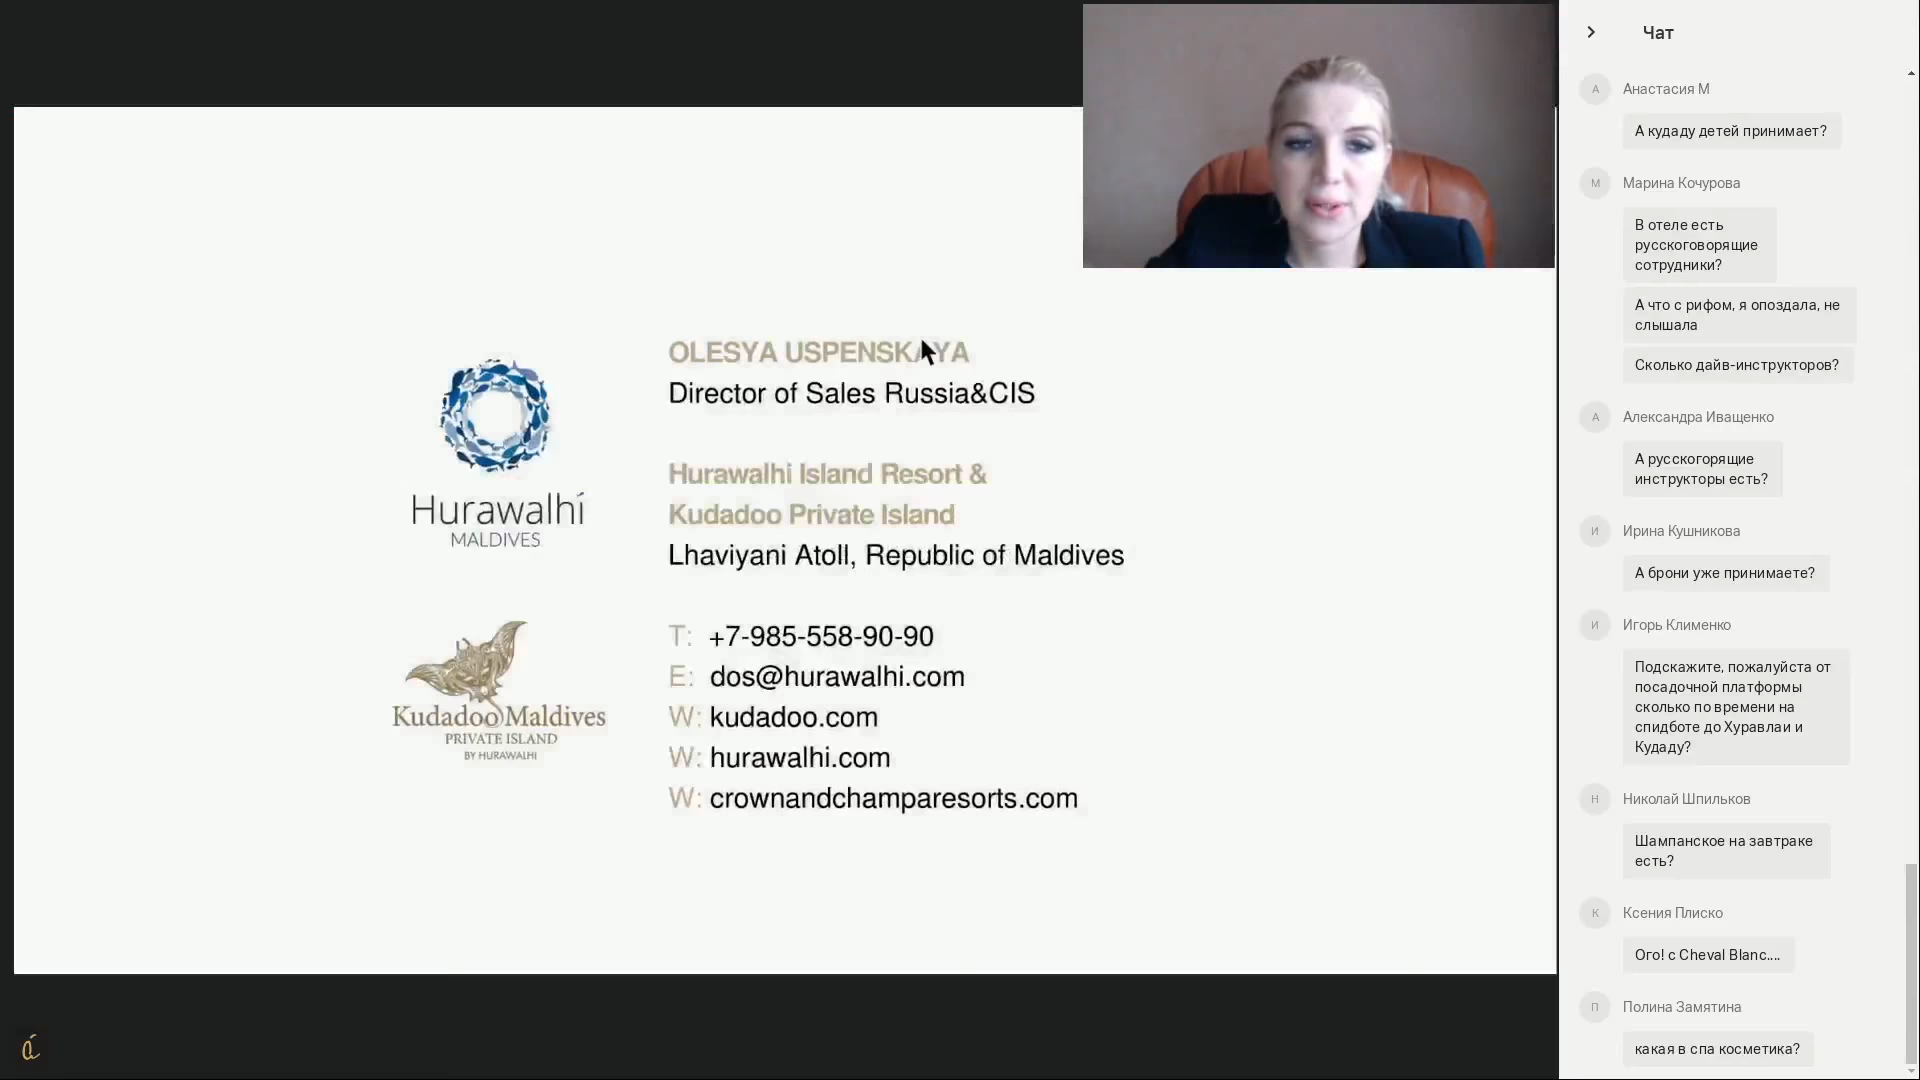 OLESYA USPENSKAYA
Director of Sales Russia&CIS
Hurawalhi
MALDIVES
Hurawalhi Island Resort &
Kudadoo Private Island
Lhaviyani Atoll, Republic of Maldives
Kudadoo Maldives
PRIVATE ISLAND
BY HURAWALHI
T: +7-985-558-90-90
E: dos@hurawalhi.com
W: kudadoo.com
W: hurawalhi.com
W: crownandchamparesorts.com
á
Чат
А
Анастасия М
А кудаду детей принимает?
М
Марина Кочурова
В отеле есть
русскоговорящие
сотрудники?
А что с рифом, я опоздала, не
слышала
Сколько дайв-инструкторов?
А
Александра Иващенко
А русскогорящие
инструкторы есть?
И
Ирина Кушникова
А брони уже принимаете?
И
Игорь Клименко
Подскажите, пожалуйста от
посадочной платформы
сколько по времени на
спидботе до Хуравлаи и
Кудаду?
Н
Николай Шпильков
Шампанское на завтраке
есть?
К
Ксения Плиско
Ого! с Cheval Blanc....
П
Полина Замятина
какая в спа косметика?